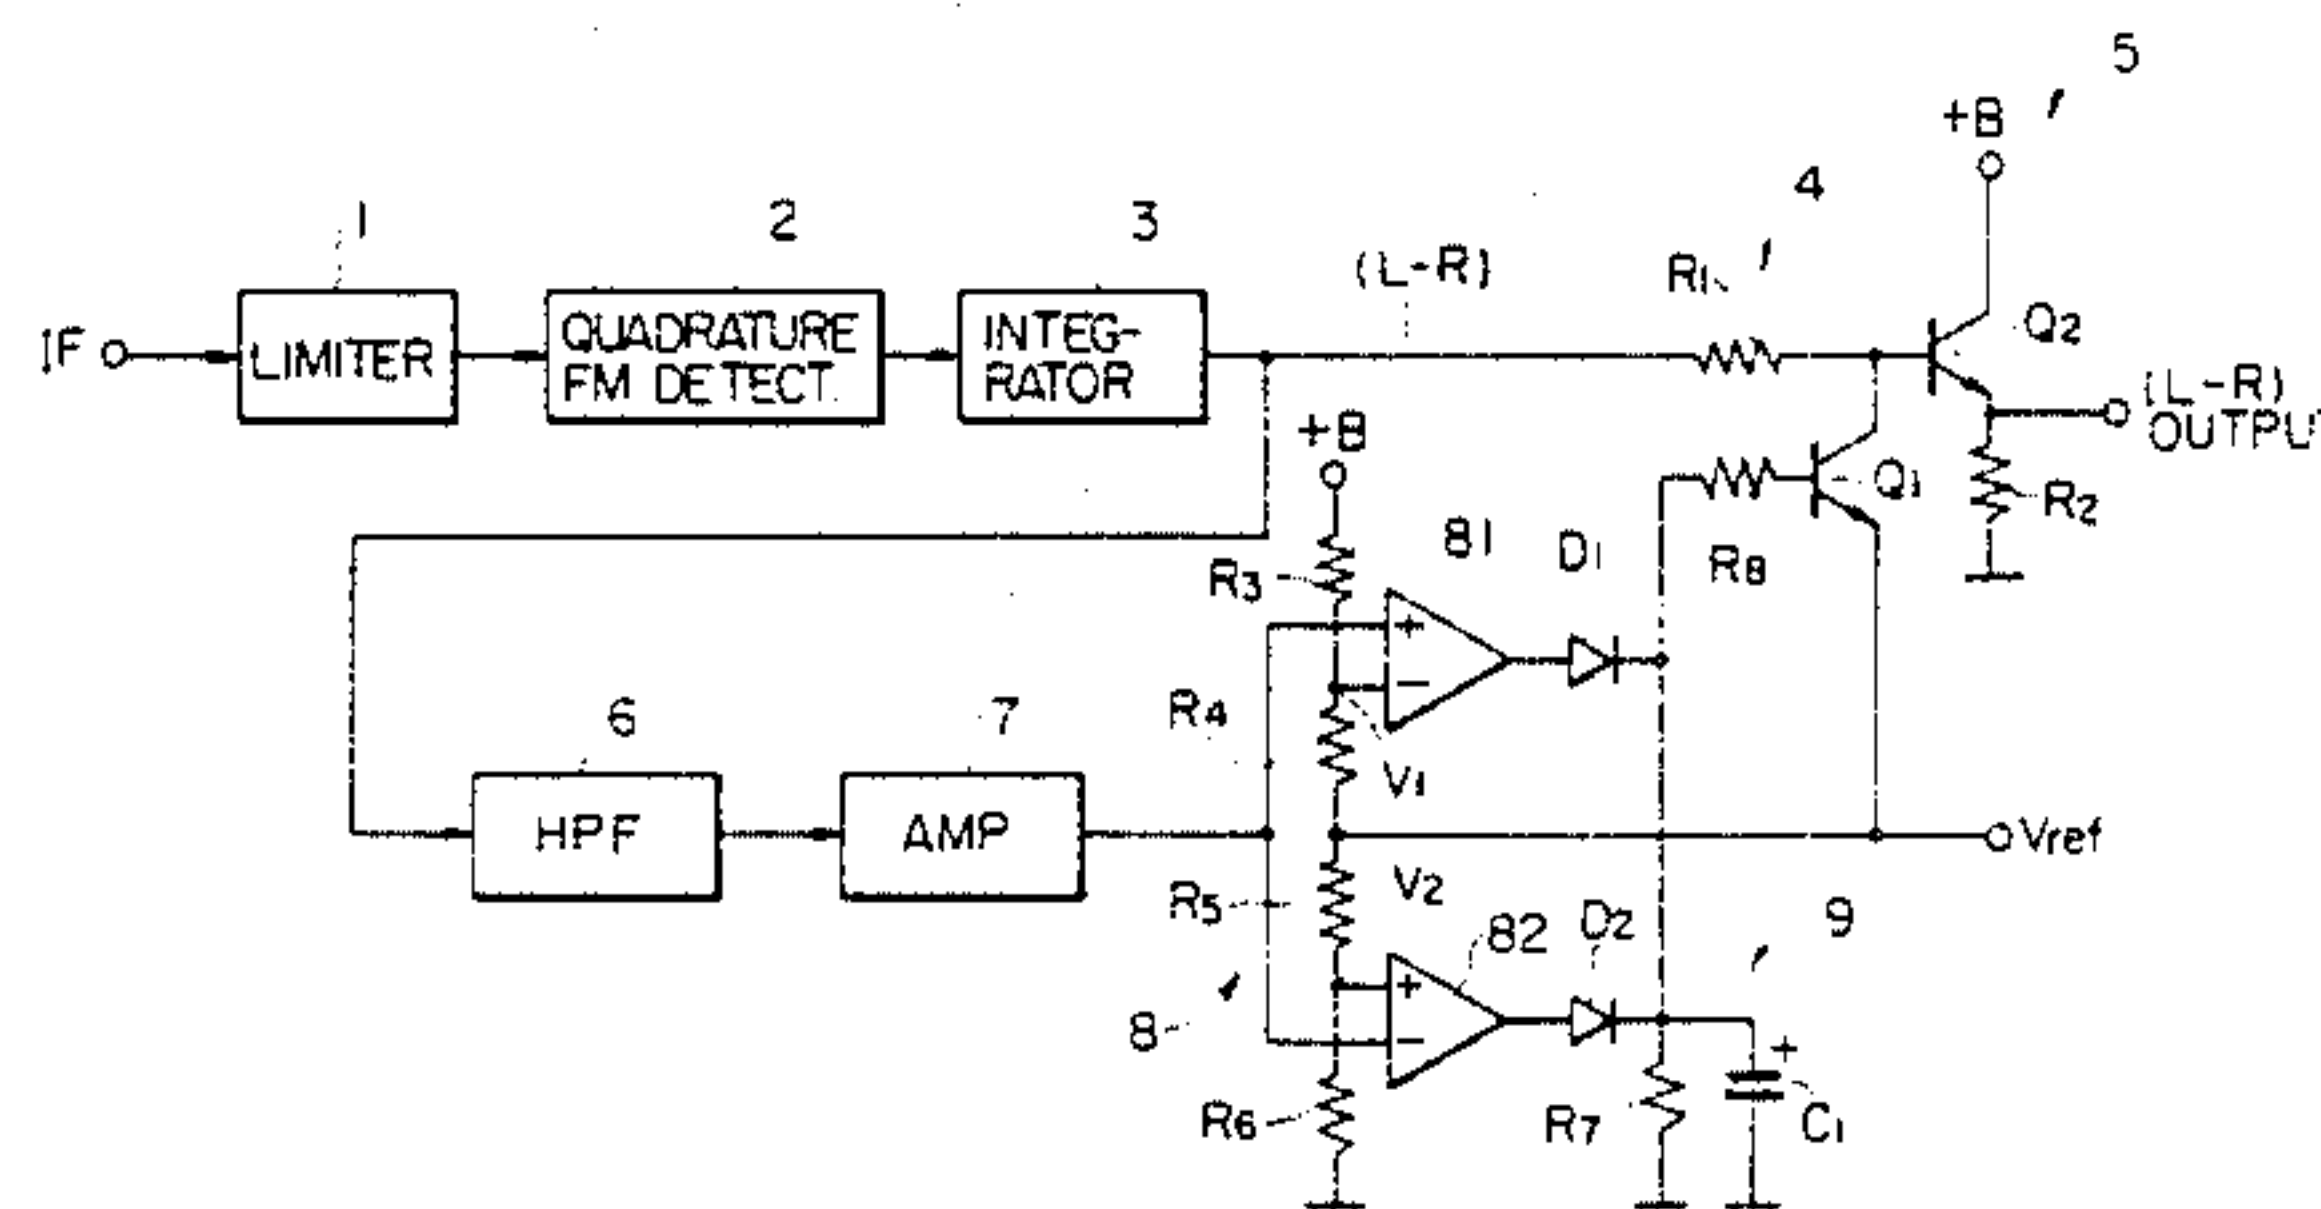 5
+B
4
1
2
3
(L-R)
R1
Q2
IF
LIMITER
QUADRATURE
FM DETECT.
INTEG-
RATOR
(L-R)
OUTPU
+B
Q1
R2
81
D1
R8
R3
+
−
R4
6
7
V1
HPF
AMP
Vref
V2
R5
9
82
D2
+
−
8
+
R6
R7
C1